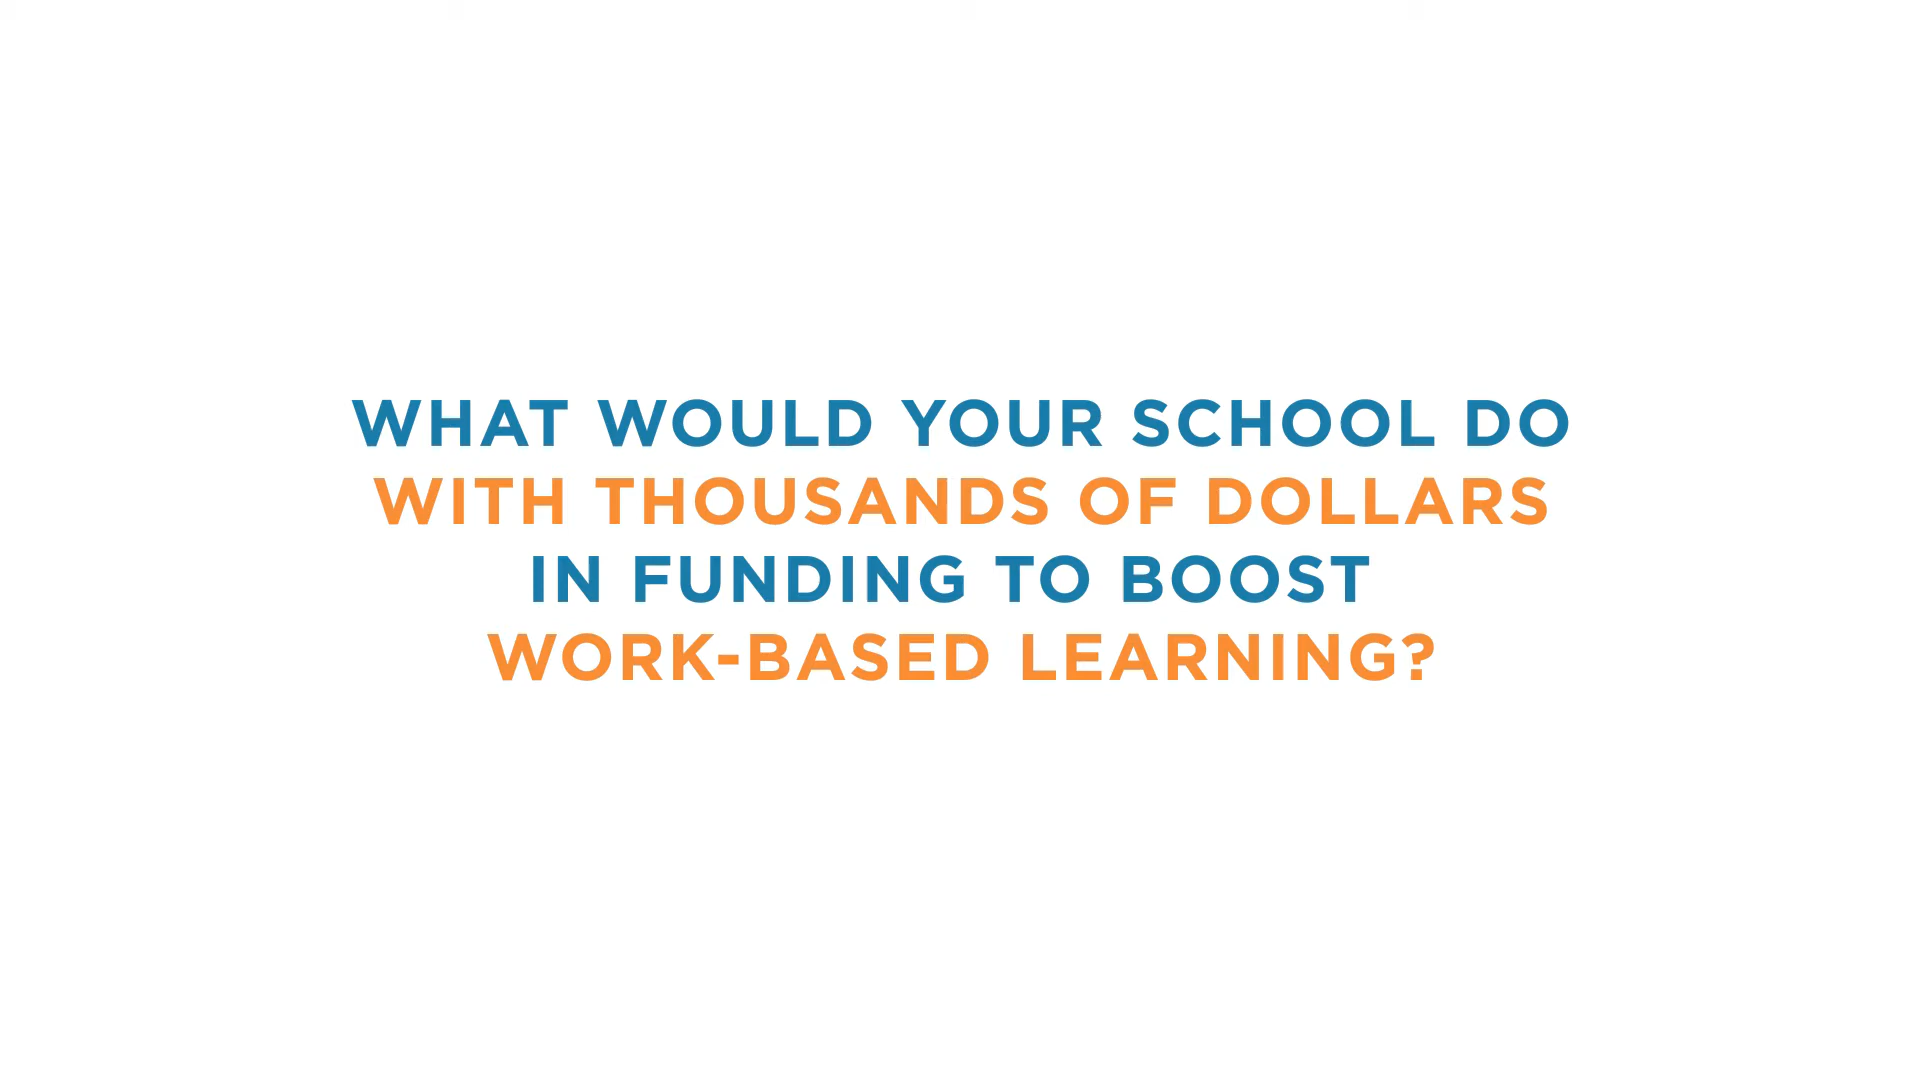 WHAT WOULD YOUR SCHOOL DO
WITH THOUSANDS OF DOLLARS
IN FUNDING TO BOOST
WORK-BASED LEARNING?